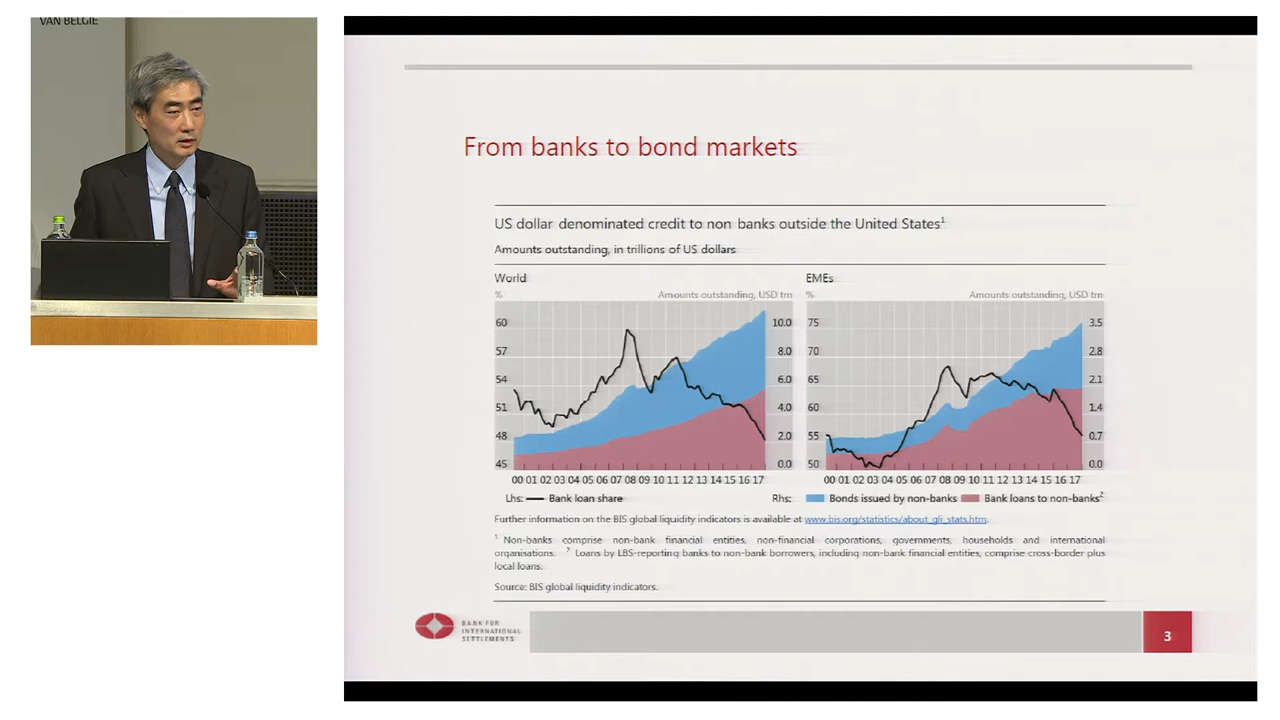 VAN BELGIE
From banks to bond markets
US dollar denominated credit to non banks outside the United States¹
Amounts outstanding, in trillions of US dollars
World
EMEs
% Amounts outstanding, USD trn
% Amounts outstanding, USD trn
60 10.0 75 3.5
57 8.0 70 2.8
54 6.0 65 2.1
51 4.0 60 1.4
48 2.0 55 0.7
45 0.0 50 0.0
00 01 02 03 04 05 06 07 08 09 10 11 12 13 14 15 16 17
00 01 02 03 04 05 06 07 08 09 10 11 12 13 14 15 16 17
Lhs: Bank loan share Rhs: Bonds issued by non-banks Bank loans to non-banks²
Further information on the BIS global liquidity indicators is available at www.bis.org/statistics/about_gli_stats.htm.
¹ Non-banks comprise non-bank financial entities, non-financial corporations, governments, households and international
organisations. ² Loans by LBS-reporting banks to non-bank borrowers, including non-bank financial entities, comprise cross-border plus
local loans.
Source: BIS global liquidity indicators.
BANK FOR
INTERNATIONAL
SETTLEMENTS
3